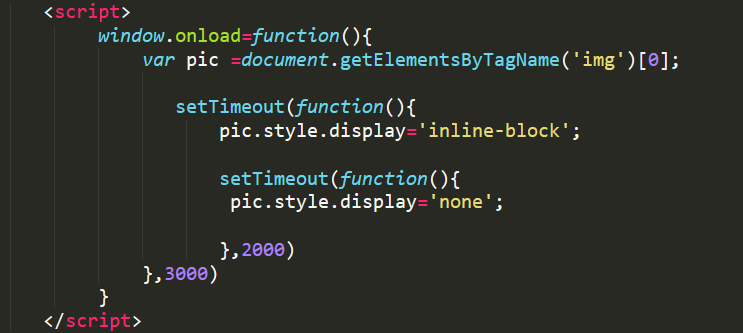 <script>
window.onload=function(){
var pic =document.getElementsByTagName('img')[0];
setTimeout(function(){
pic.style.display='inline-block';
setTimeout(function(){
pic.style.display='none';
},2000)
},3000)
}
</script>